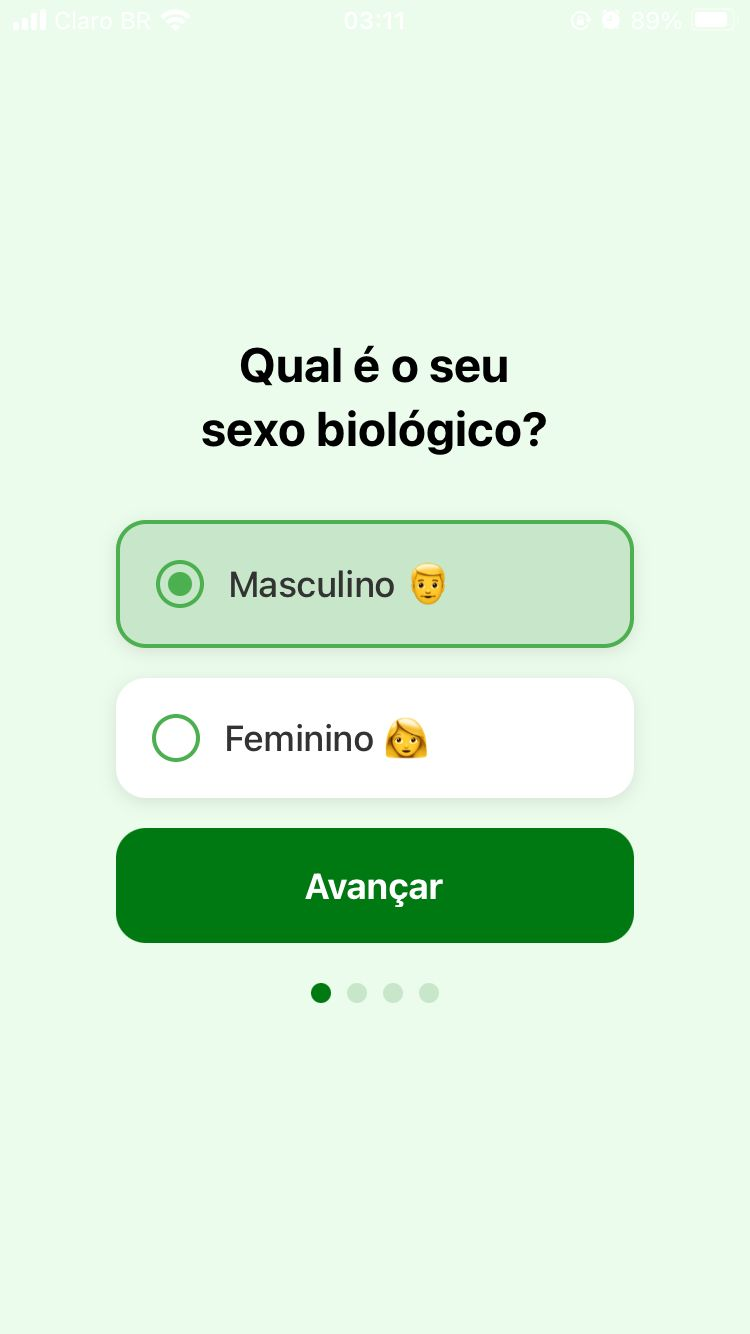 Claro BR 03:11 89%
Qual é o seu
sexo biológico?
Masculino 👨
Feminino 👩
Avançar